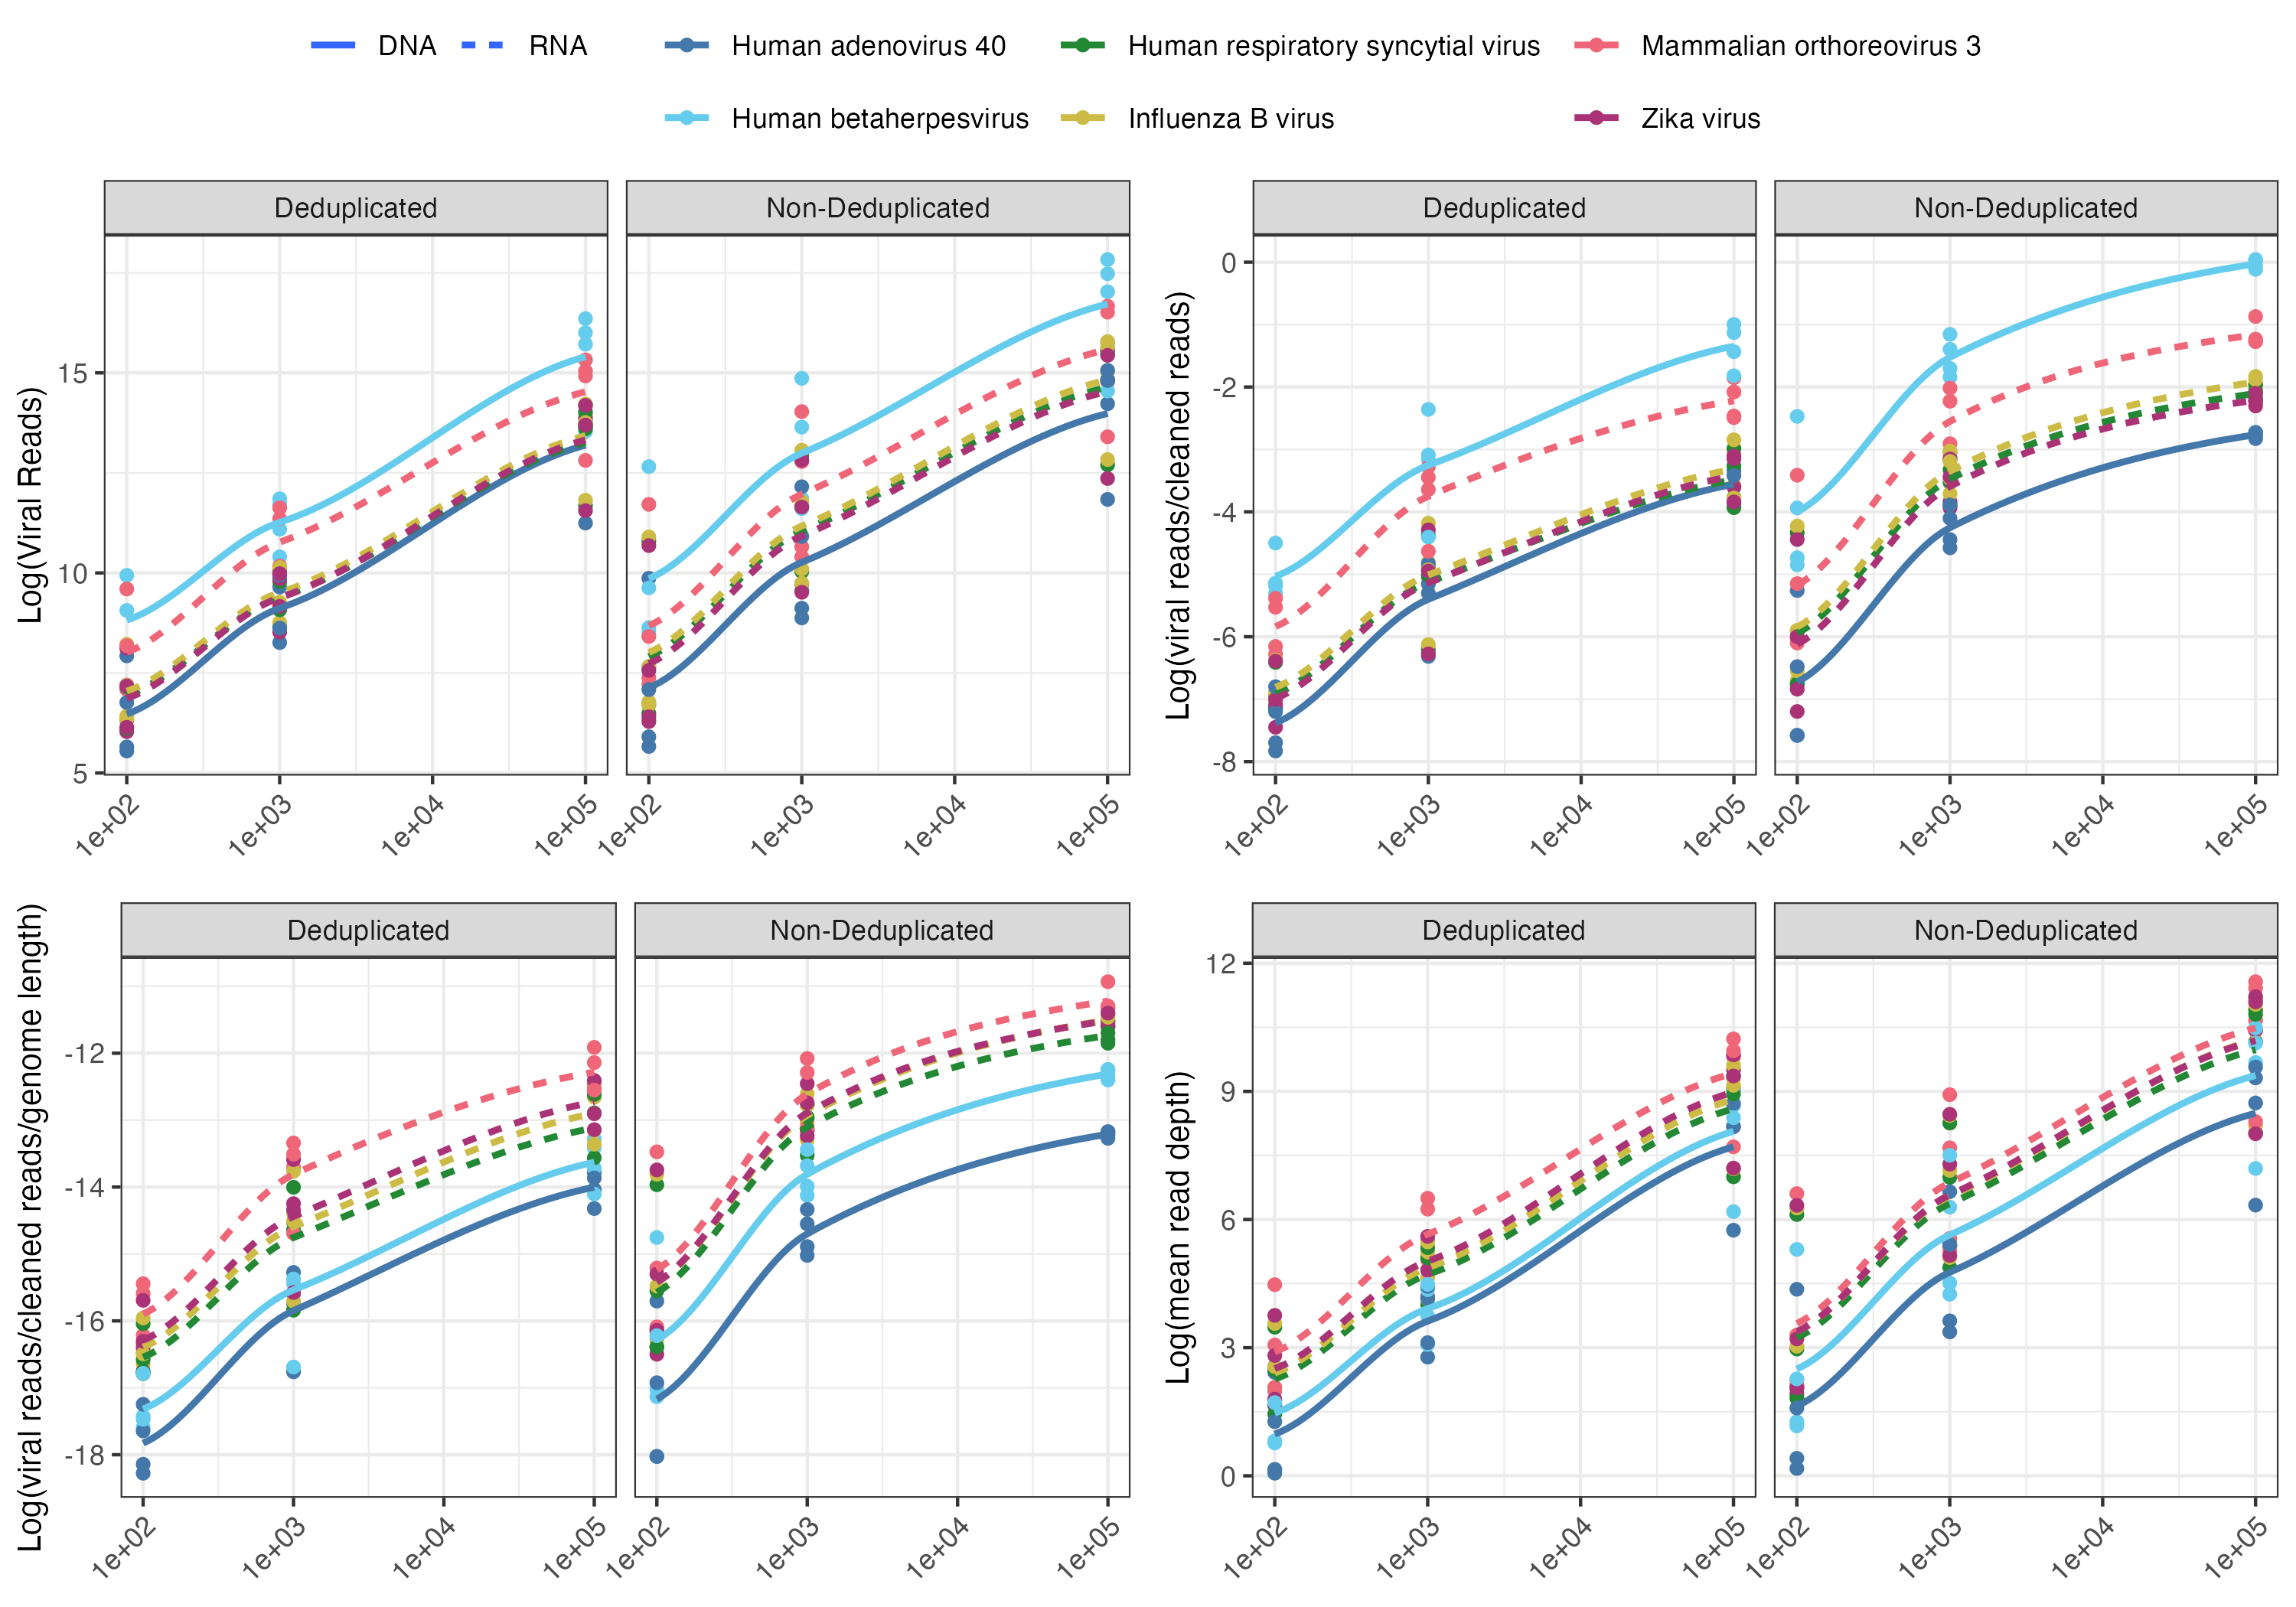 DNA RNA Human adenovirus 40 Human respiratory syncytial virus Mammalian orthoreovirus 3
Human betaherpesvirus Influenza B virus Zika virus
Deduplicated Non-Deduplicated
Log(Viral Reads)
15
10
5
1e+02 1e+03 1e+04 1e+05 1e+02 1e+03 1e+04 1e+05
Deduplicated Non-Deduplicated
Log(viral reads/cleaned reads)
0
-2
-4
-6
-8
1e+02 1e+03 1e+04 1e+05 1e+02 1e+03 1e+04 1e+05
Deduplicated Non-Deduplicated
Log(viral reads/cleaned reads/genome length)
-12
-14
-16
-18
1e+02 1e+03 1e+04 1e+05 1e+02 1e+03 1e+04 1e+05
Deduplicated Non-Deduplicated
Log(mean read depth)
12
9
6
3
0
1e+02 1e+03 1e+04 1e+05 1e+02 1e+03 1e+04 1e+05